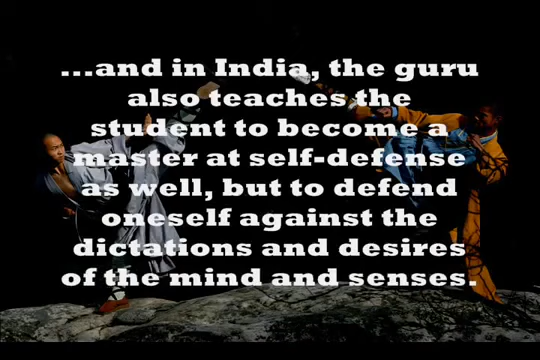 ...and in India, the guru
also teaches the
student to become a
master at self-defense
as well, but to defend
oneself against the
dictations and desires
of the mind and senses.